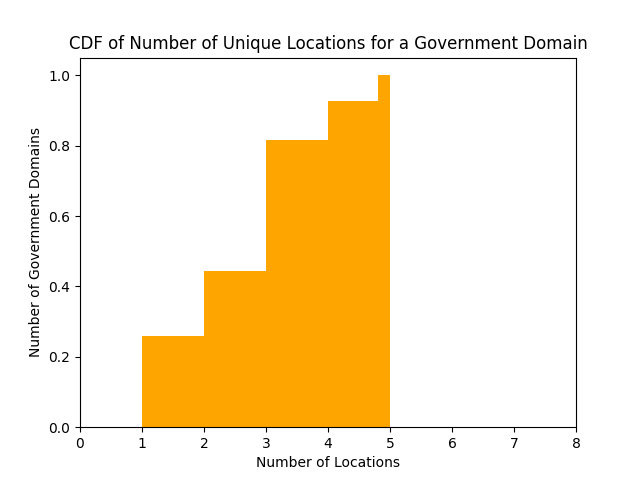 CDF of Number of Unique Locations for a Government Domain
Number of Government Domains
1.0
0.8
0.6
0.4
0.2
0.0
0 1 2 3 4 5 6 7 8
Number of Locations